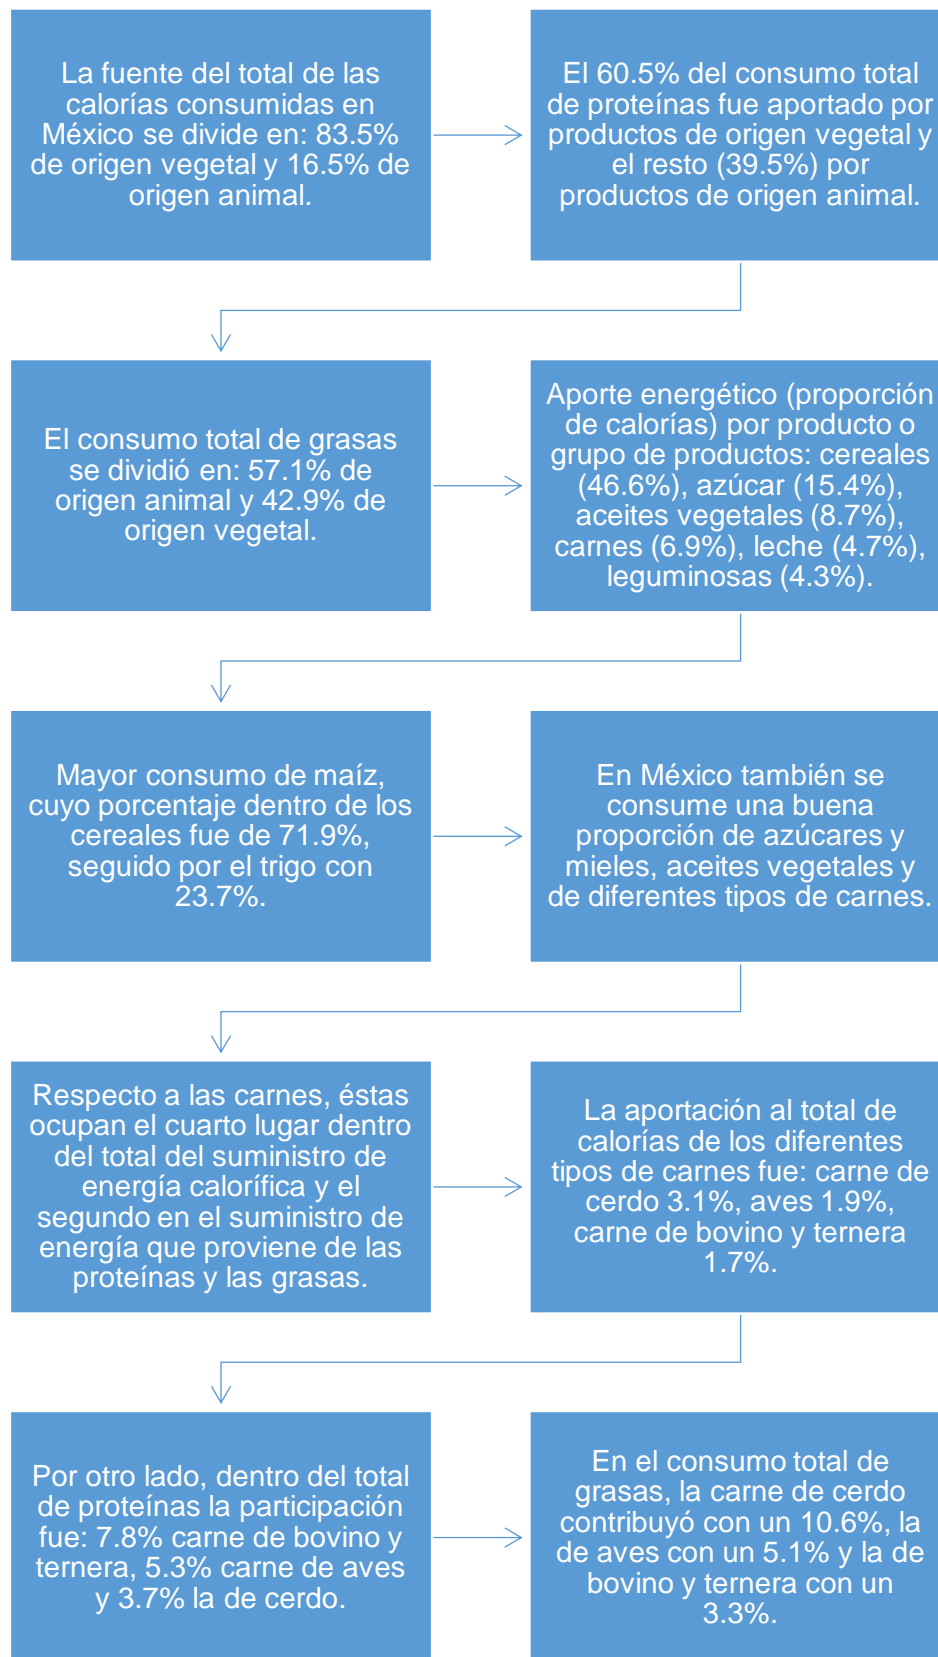 La fuente del total de las
calorías consumidas en
México se divide en: 83.5%
de origen vegetal y 16.5% de
origen animal.
El 60.5% del consumo total
de proteínas fue aportado por
productos de origen vegetal y
el resto (39.5%) por
productos de origen animal.
El consumo total de grasas
se dividió en: 57.1% de
origen animal y 42.9% de
origen vegetal.
Aporte energético (proporción
de calorías) por producto o
grupo de productos: cereales
(46.6%), azúcar (15.4%),
aceites vegetales (8.7%),
carnes (6.9%), leche (4.7%),
leguminosas (4.3%).
Mayor consumo de maíz,
cuyo porcentaje dentro de los
cereales fue de 71.9%,
seguido por el trigo con
23.7%.
En México también se
consume una buena
proporción de azúcares y
mieles, aceites vegetales y
de diferentes tipos de carnes.
Respecto a las carnes, éstas
ocupan el cuarto lugar dentro
del total del suministro de
energía calorífica y el
segundo en el suministro de
energía que proviene de las
proteínas y las grasas.
La aportación al total de
calorías de los diferentes
tipos de carnes fue: carne de
cerdo 3.1%, aves 1.9%,
carne de bovino y ternera
1.7%.
Por otro lado, dentro del total
de proteínas la participación
fue: 7.8% carne de bovino y
ternera, 5.3% carne de aves
y 3.7% la de cerdo.
En el consumo total de
grasas, la carne de cerdo
contribuyó con un 10.6%, la
de aves con un 5.1% y la de
bovino y ternera con un
3.3%.